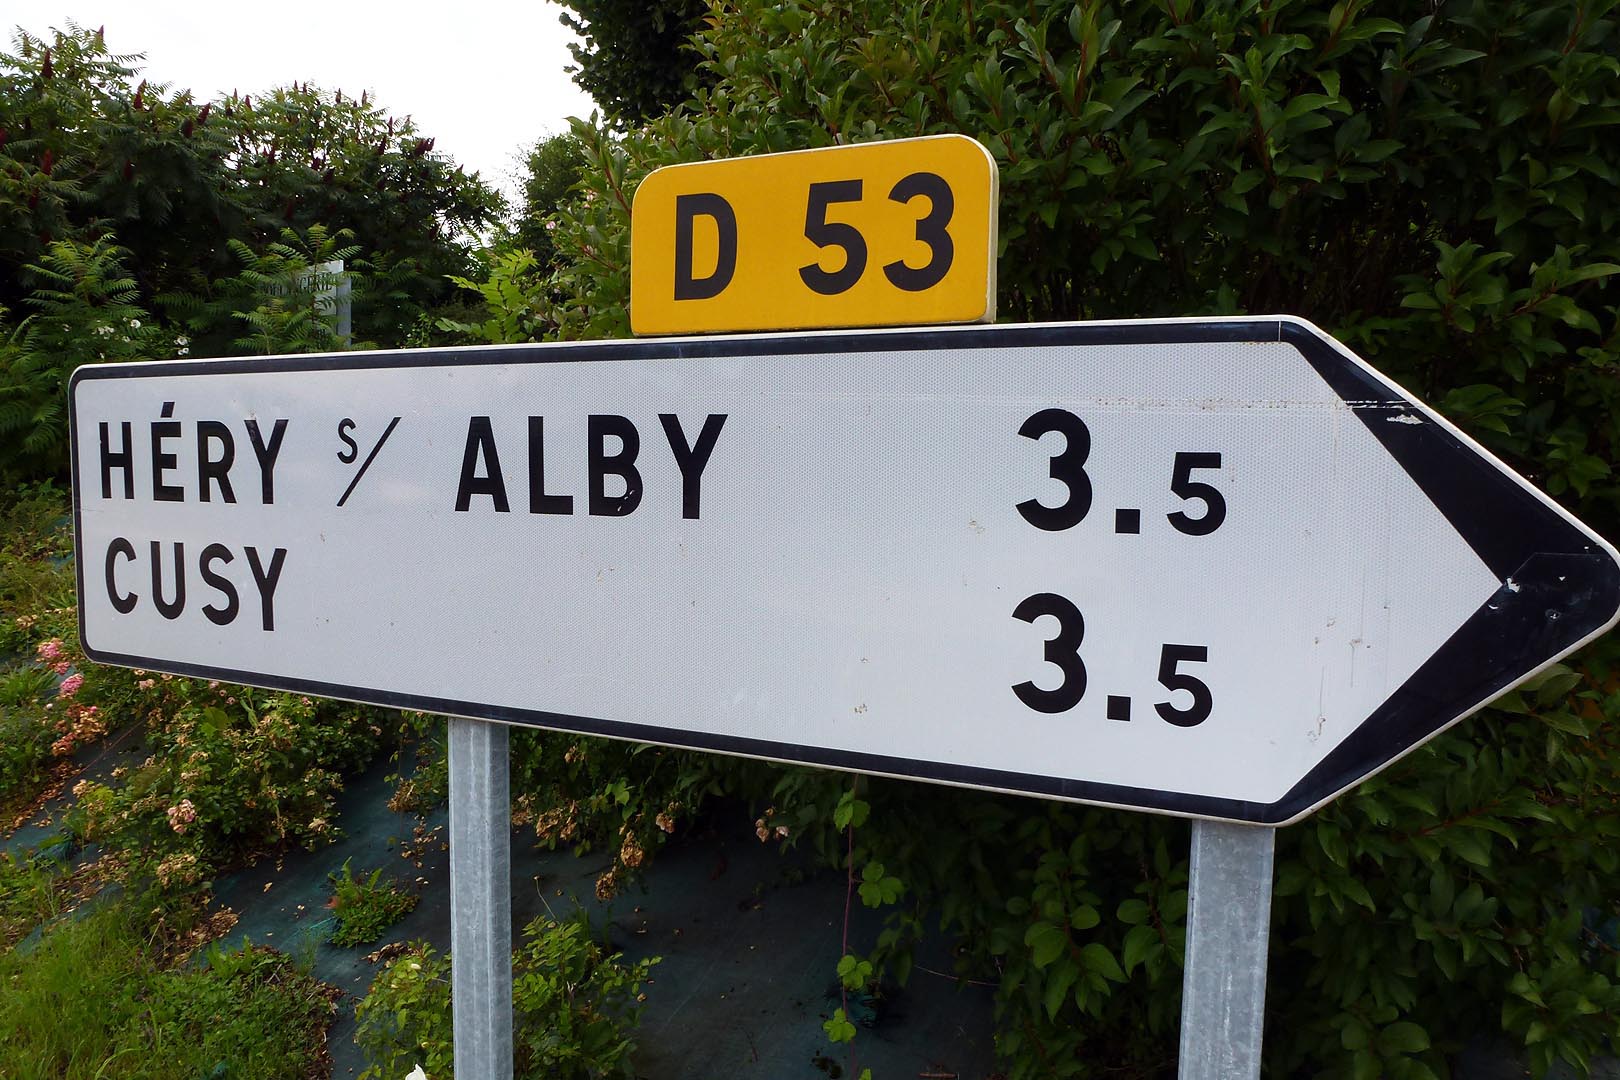 D 53
HÉRY s/ ALBY 3.5
CUSY 3.5